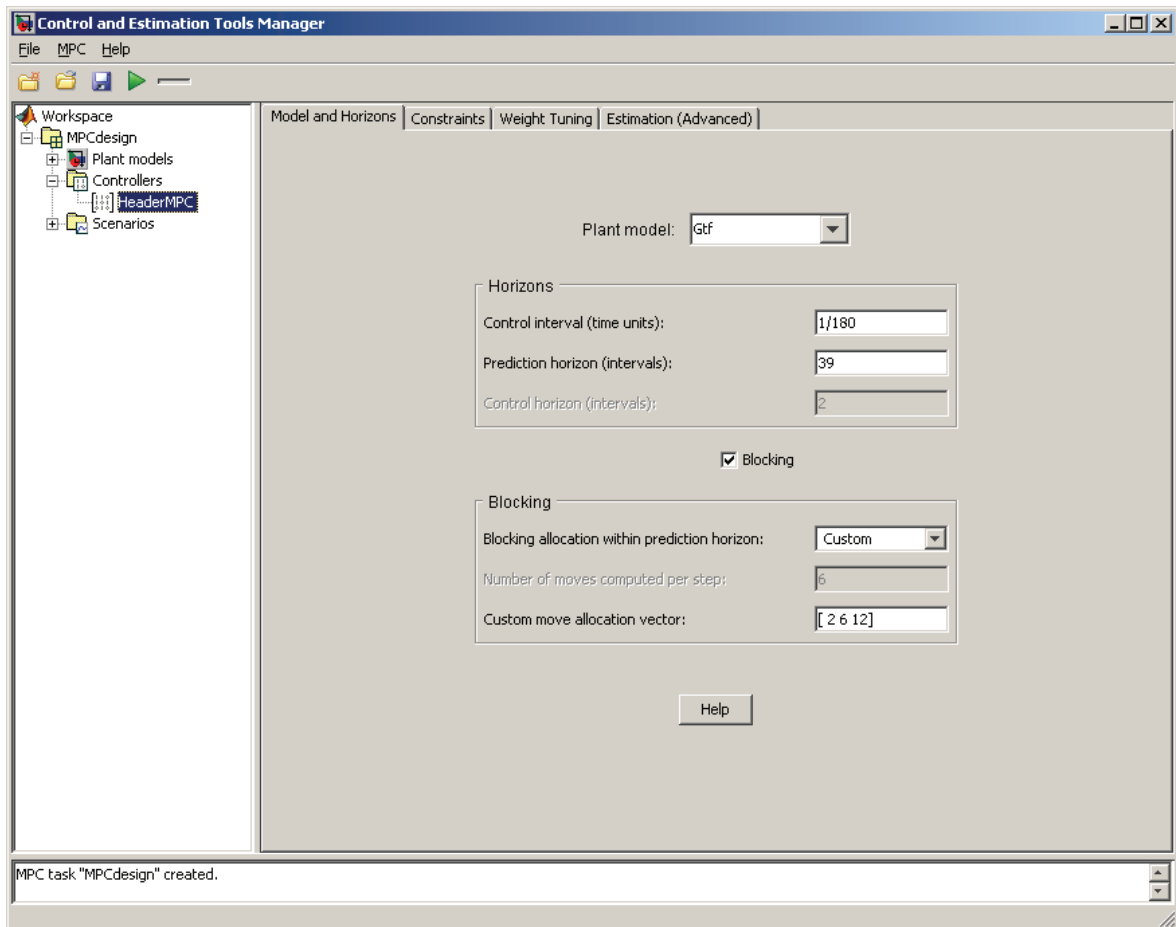 Control and Estimation Tools Manager
File MPC Help
Workspace
MPCdesign
Plant models
Controllers
HeaderMPC
Scenarios
Model and Horizons Constraints Weight Tuning Estimation (Advanced)
Plant model: Gtf
Horizons
Control interval (time units): 1/180
Prediction horizon (intervals): 39
Control horizon (intervals): 2
Blocking
Blocking
Blocking allocation within prediction horizon: Custom
Number of moves computed per step: 6
Custom move allocation vector: [ 2 6 12]
Help
MPC task "MPCdesign" created.